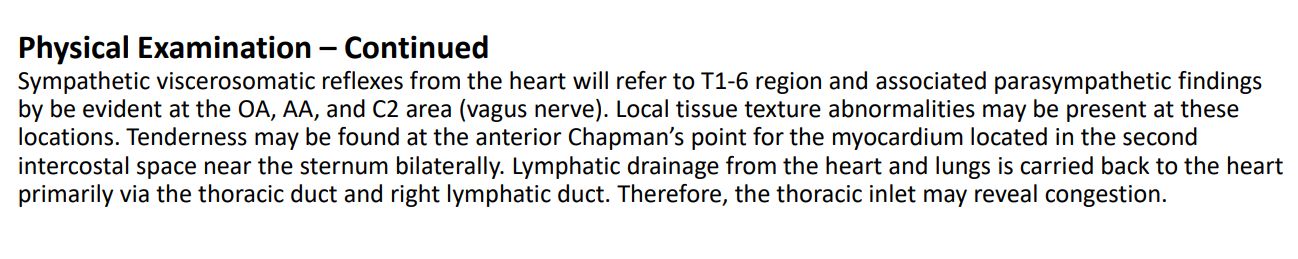 Physical Examination – Continued
Sympathetic viscerosomatic reflexes from the heart will refer to T1-6 region and associated parasympathetic findings
by be evident at the OA, AA, and C2 area (vagus nerve). Local tissue texture abnormalities may be present at these
locations. Tenderness may be found at the anterior Chapman’s point for the myocardium located in the second
intercostal space near the sternum bilaterally. Lymphatic drainage from the heart and lungs is carried back to the heart
primarily via the thoracic duct and right lymphatic duct. Therefore, the thoracic inlet may reveal congestion.